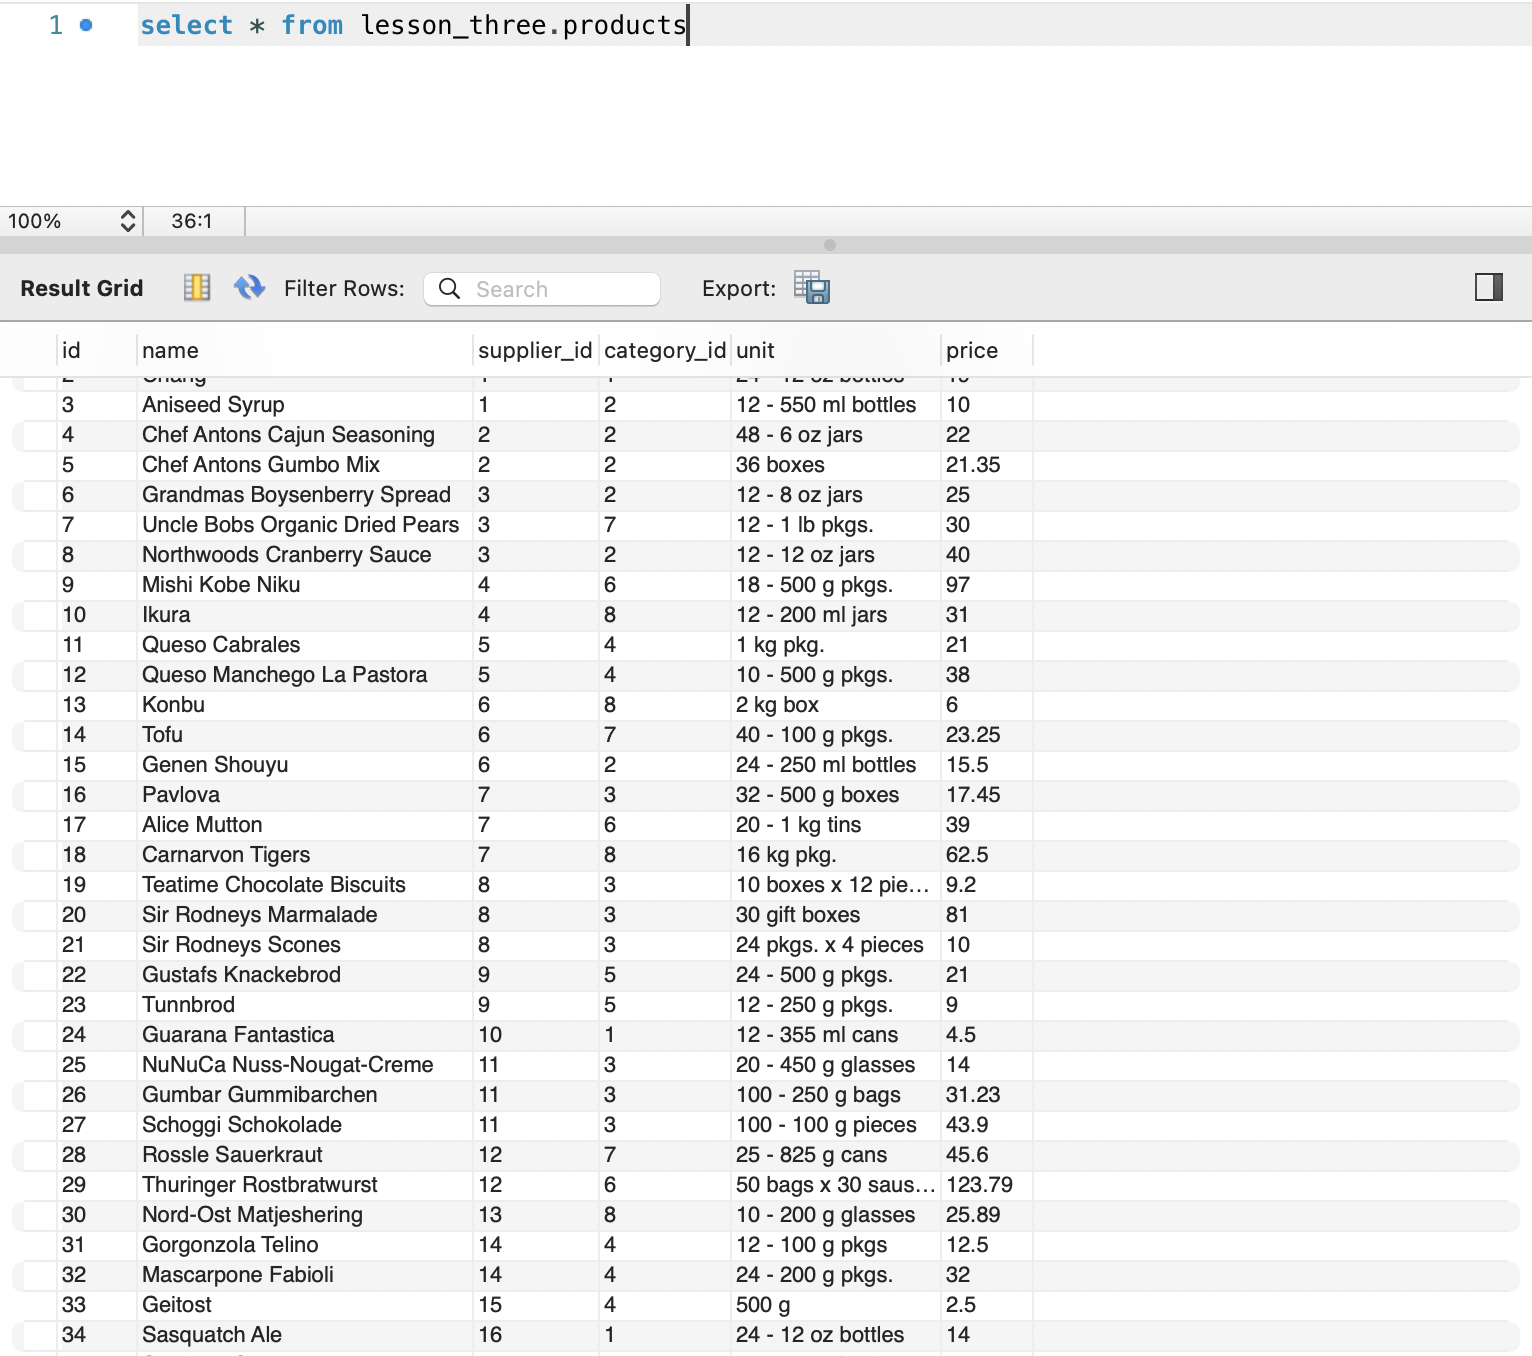 1 select * from lesson_three.products
100% 36:1
Result Grid Filter Rows: Search Export:
id name supplier_id category_id unit price
3 Aniseed Syrup 1 2 12 - 550 ml bottles 10
4 Chef Antons Cajun Seasoning 2 2 48 - 6 oz jars 22
5 Chef Antons Gumbo Mix 2 2 36 boxes 21.35
6 Grandmas Boysenberry Spread 3 2 12 - 8 oz jars 25
7 Uncle Bobs Organic Dried Pears 3 7 12 - 1 lb pkgs. 30
8 Northwoods Cranberry Sauce 3 2 12 - 12 oz jars 40
9 Mishi Kobe Niku 4 6 18 - 500 g pkgs. 97
10 Ikura 4 8 12 - 200 ml jars 31
11 Queso Cabrales 5 4 1 kg pkg. 21
12 Queso Manchego La Pastora 5 4 10 - 500 g pkgs. 38
13 Konbu 6 8 2 kg box 6
14 Tofu 6 7 40 - 100 g pkgs. 23.25
15 Genen Shouyu 6 2 24 - 250 ml bottles 15.5
16 Pavlova 7 3 32 - 500 g boxes 17.45
17 Alice Mutton 7 6 20 - 1 kg tins 39
18 Carnarvon Tigers 7 8 16 kg pkg. 62.5
19 Teatime Chocolate Biscuits 8 3 10 boxes x 12 pie... 9.2
20 Sir Rodneys Marmalade 8 3 30 gift boxes 81
21 Sir Rodneys Scones 8 3 24 pkgs. x 4 pieces 10
22 Gustafs Knackebrod 9 5 24 - 500 g pkgs. 21
23 Tunnbrod 9 5 12 - 250 g pkgs. 9
24 Guarana Fantastica 10 1 12 - 355 ml cans 4.5
25 NuNuCa Nuss-Nougat-Creme 11 3 20 - 450 g glasses 14
26 Gumbar Gummibarchen 11 3 100 - 250 g bags 31.23
27 Schoggi Schokolade 11 3 100 - 100 g pieces 43.9
28 Rossle Sauerkraut 12 7 25 - 825 g cans 45.6
29 Thuringer Rostbratwurst 12 6 50 bags x 30 saus... 123.79
30 Nord-Ost Matjeshering 13 8 10 - 200 g glasses 25.89
31 Gorgonzola Telino 14 4 12 - 100 g pkgs 12.5
32 Mascarpone Fabioli 14 4 24 - 200 g pkgs. 32
33 Geitost 15 4 500 g 2.5
34 Sasquatch Ale 16 1 24 - 12 oz bottles 14